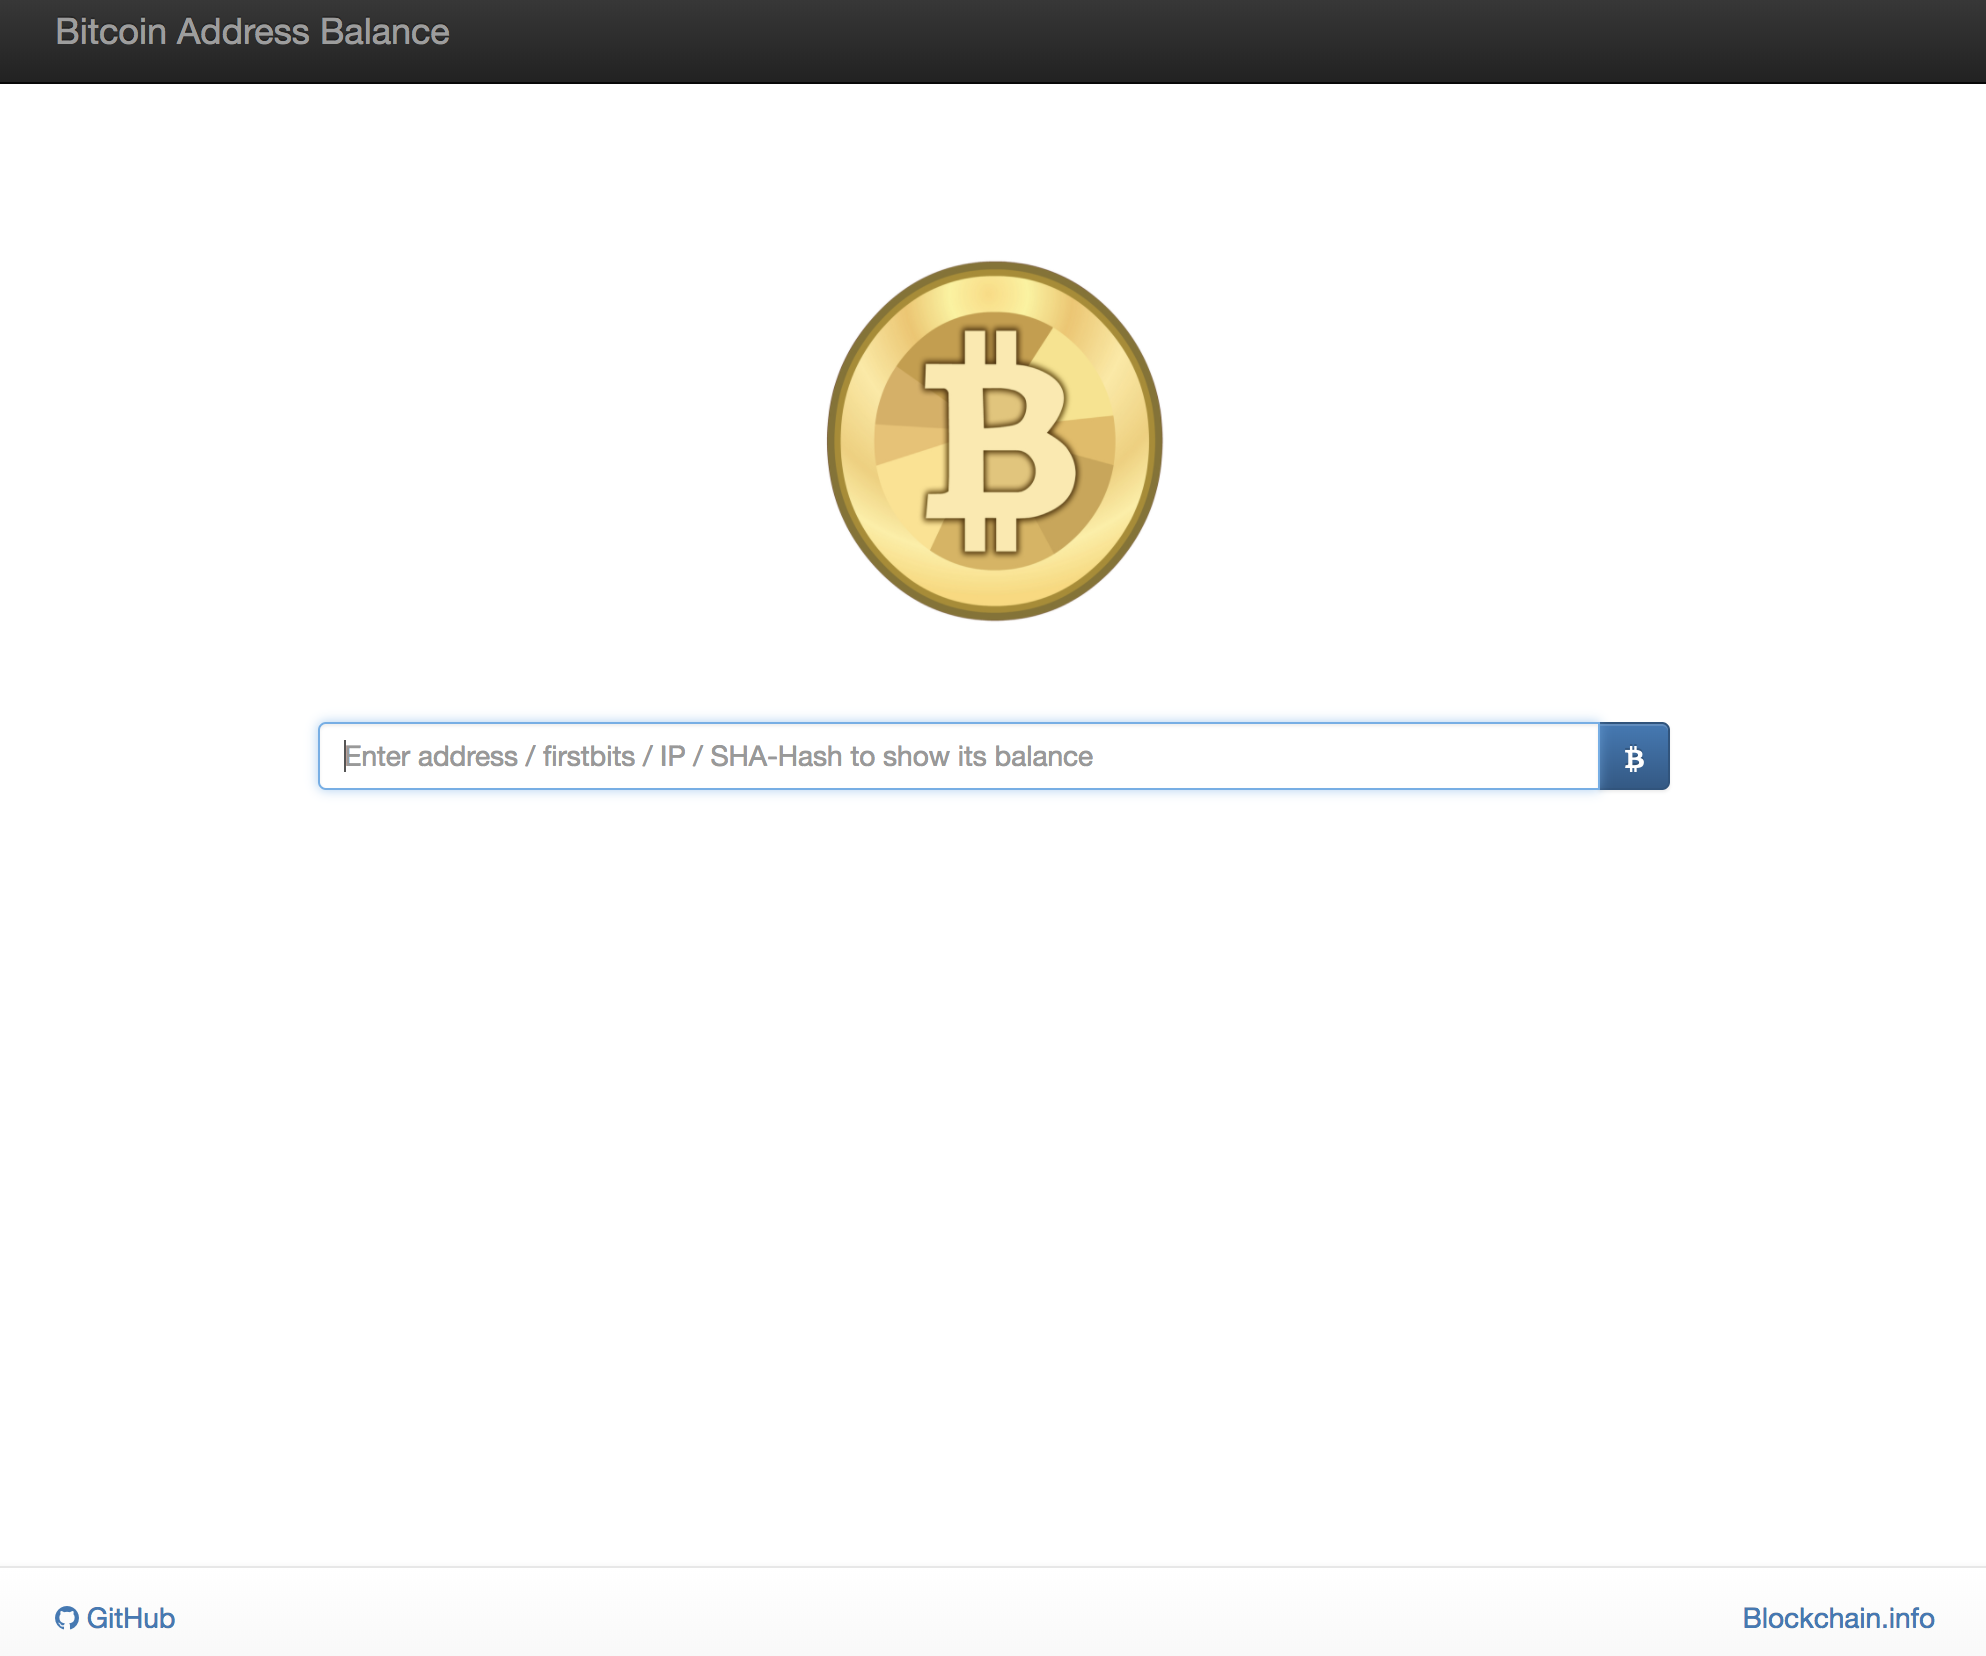 Bitcoin Address Balance
Enter address / firstbits / IP / SHA-Hash to show its balance
GitHub
Blockchain.info